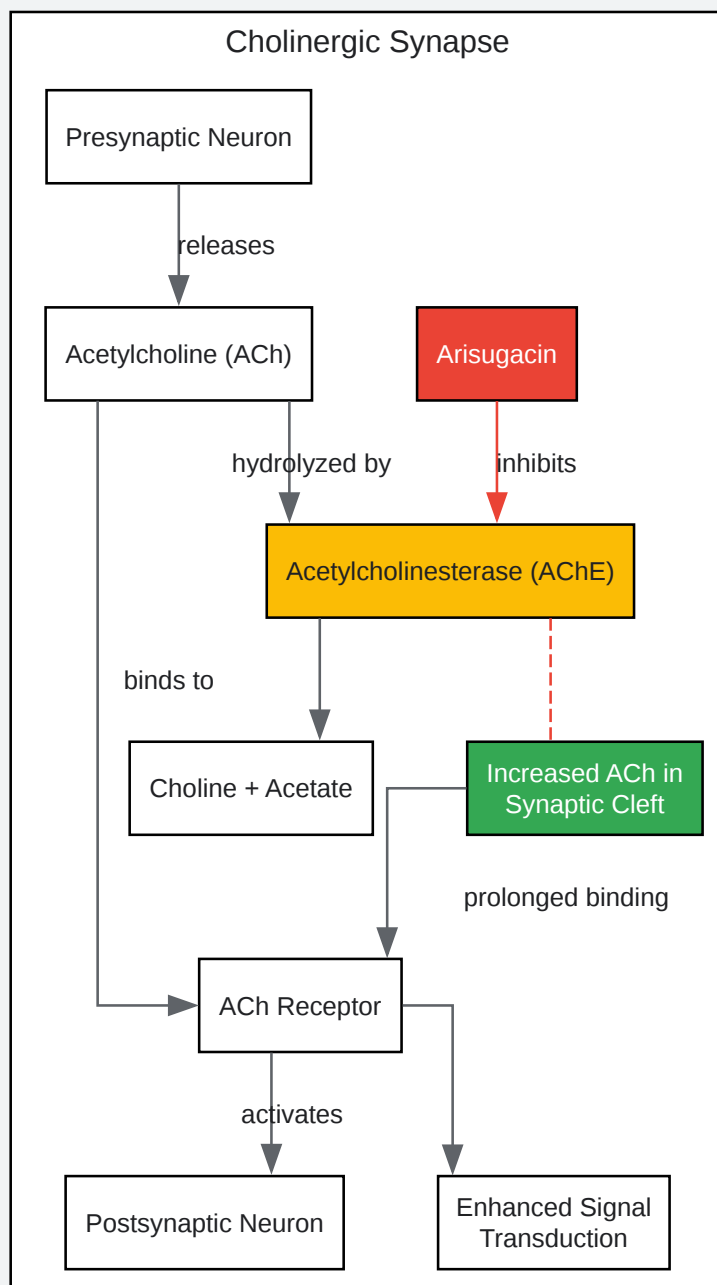 Cholinergic Synapse
Presynaptic Neuron
releases
Acetylcholine (ACh)
Arisugacin
hydrolyzed by
inhibits
Acetylcholinesterase (AChE)
binds to
Choline + Acetate
Increased ACh in
Synaptic Cleft
prolonged binding
ACh Receptor
activates
Postsynaptic Neuron
Enhanced Signal
Transduction